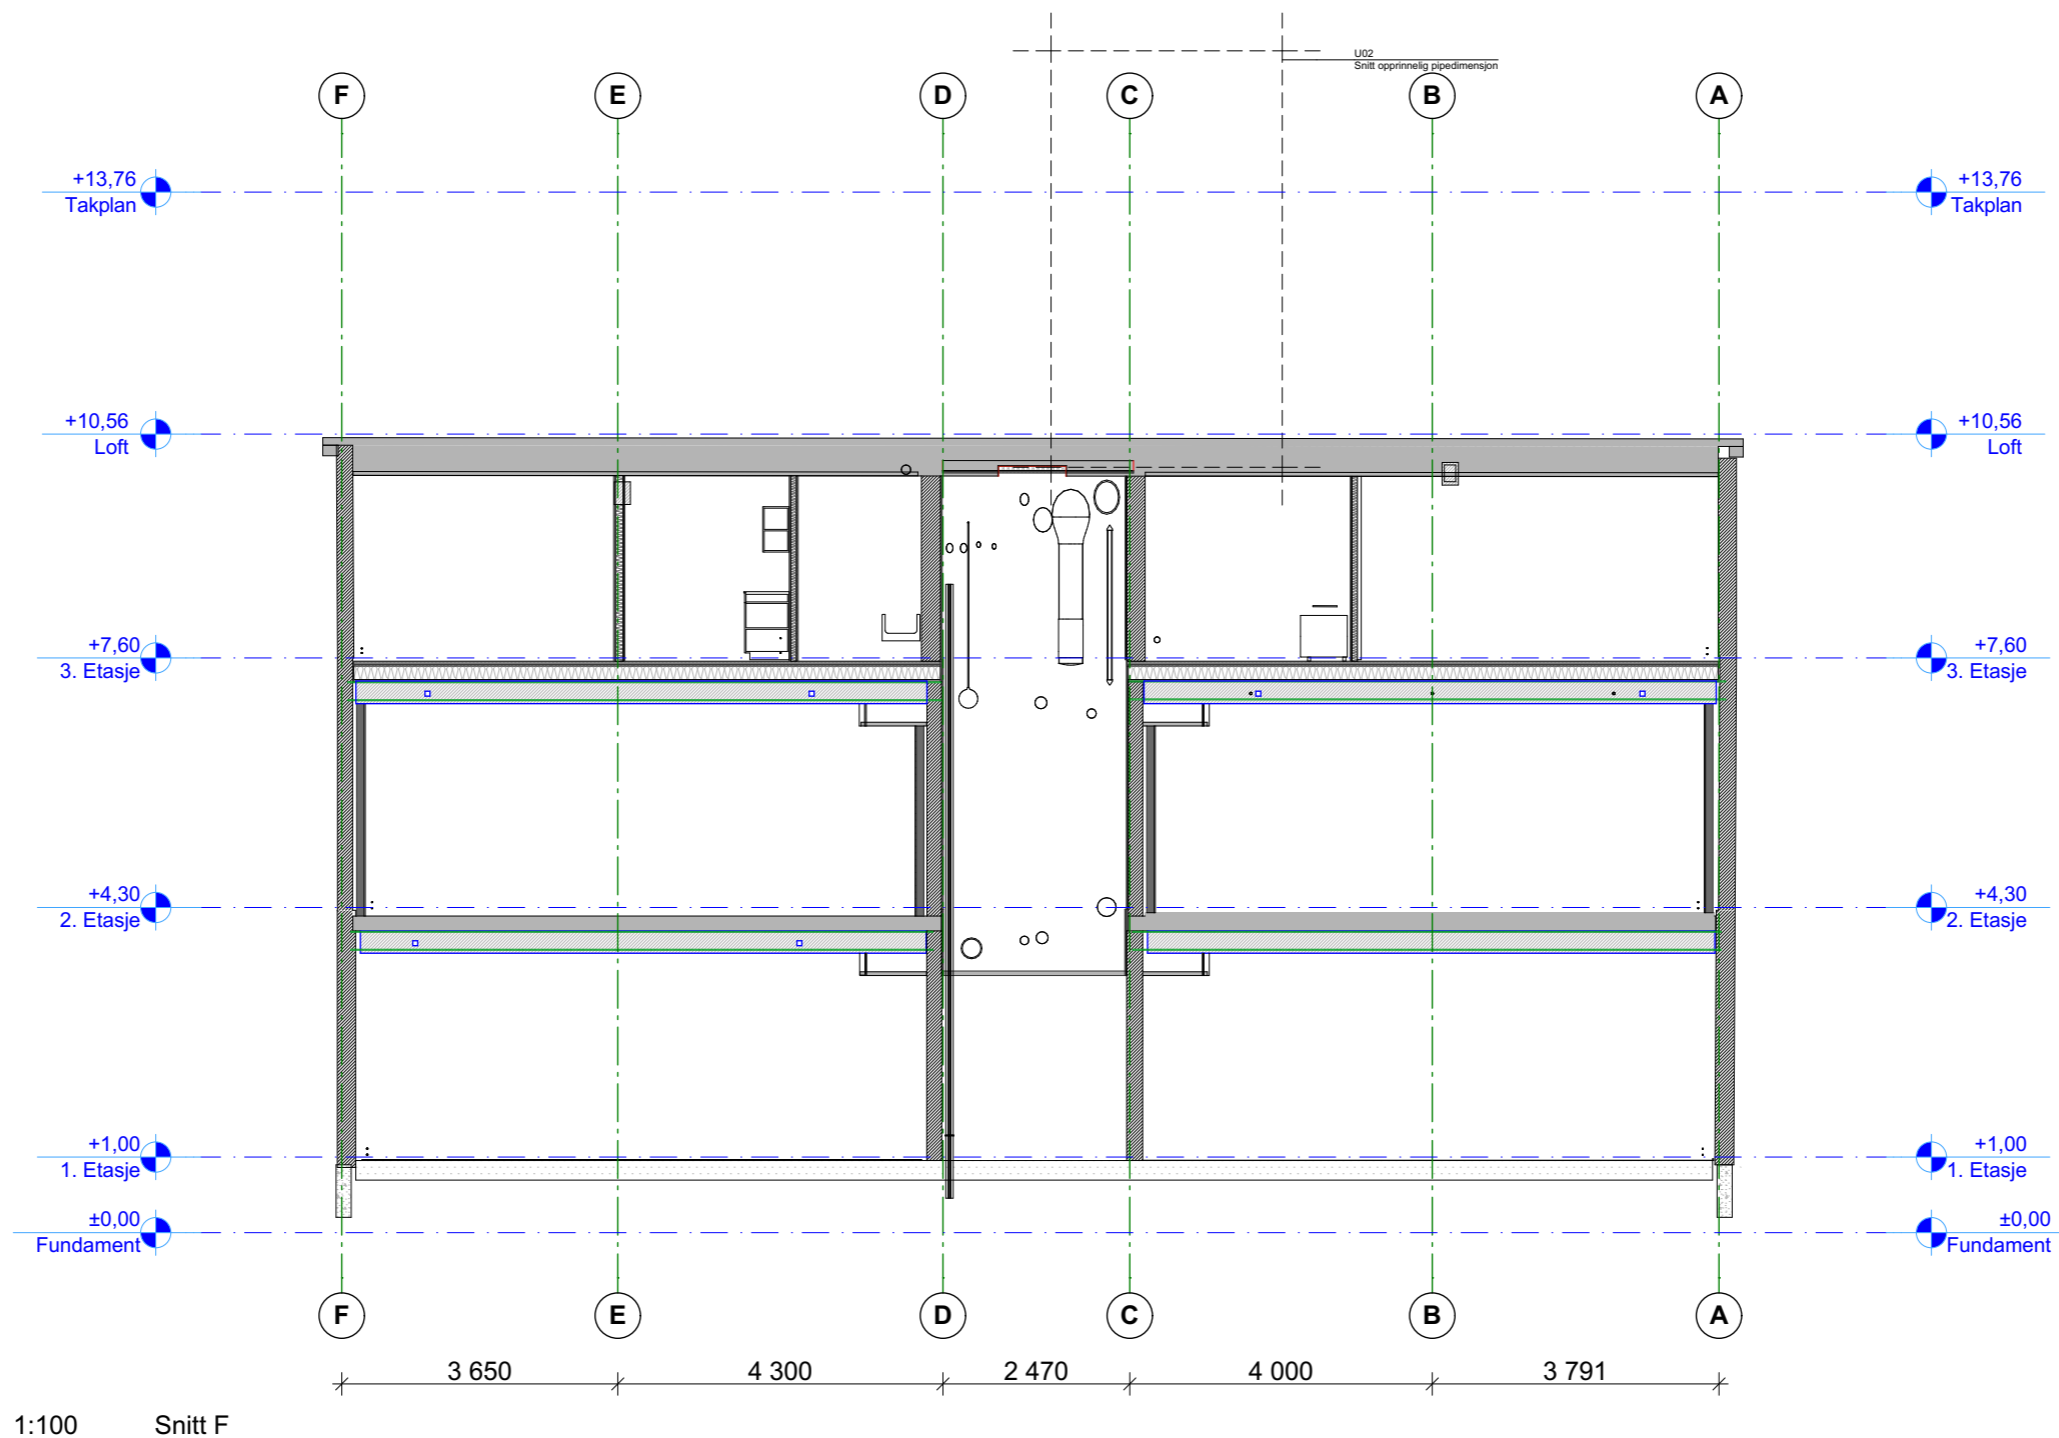 U02
Snitt opprinnelig pipedimensjon
F E D C B A
+13,76 +13,76
Takplan Takplan
+10,56 +10,56
Loft Loft
+7,60 +7,60
3. Etasje 3. Etasje
+4,30 +4,30
2. Etasje 2. Etasje
+1,00 +1,00
1. Etasje 1. Etasje
±0,00 ±0,00
Fundament Fundament
F E D C B A
3 650 4 300 2 470 4 000 3 791
1:100 Snitt F